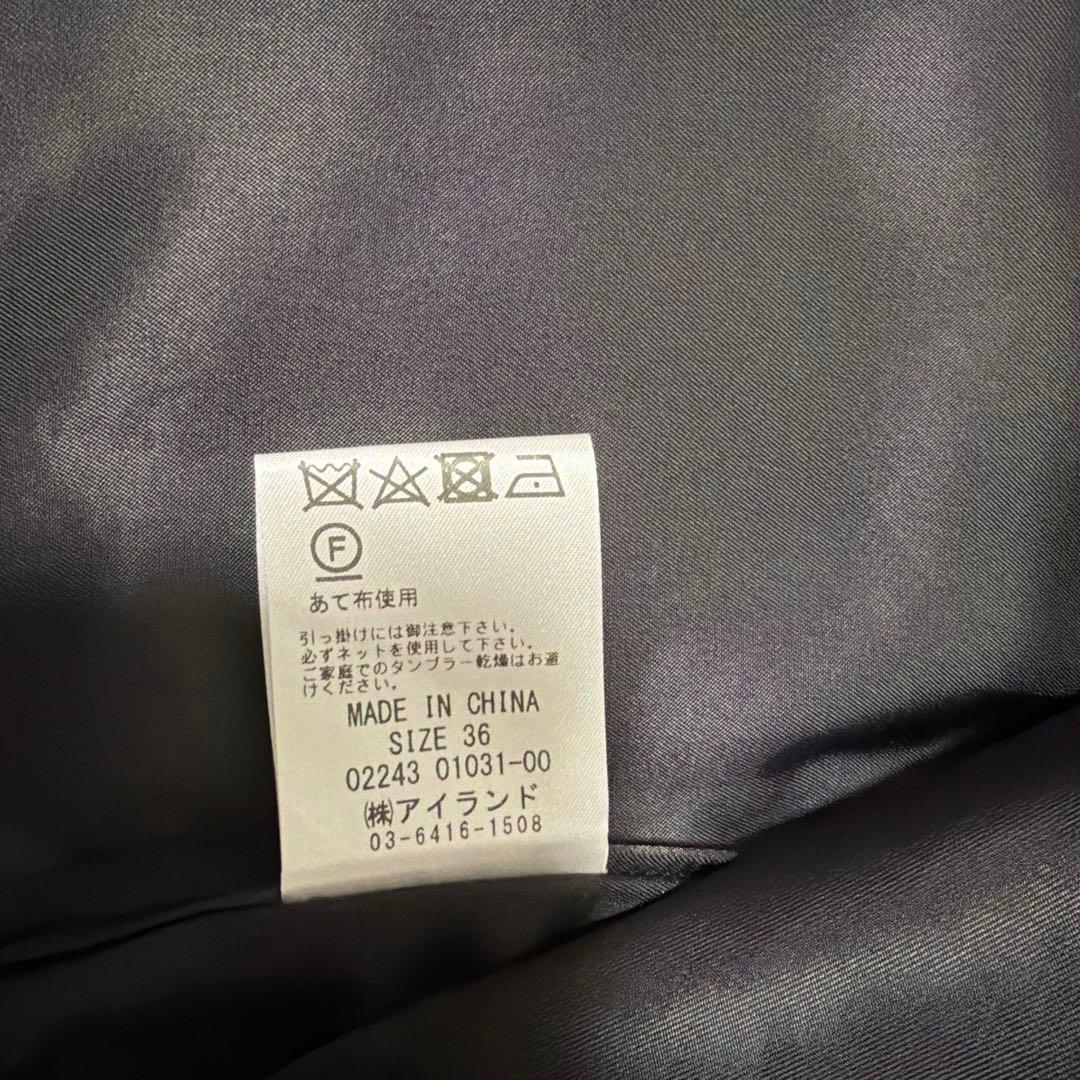 F
あて布使用
引っ掛けには御注意下さい。
必ずネットを使用して下さい。
ご家庭でのタンブラー乾燥はお避
けください。
MADE IN CHINA
SIZE 36
02243 01031-00
㈱アイランド
03-6416-1508